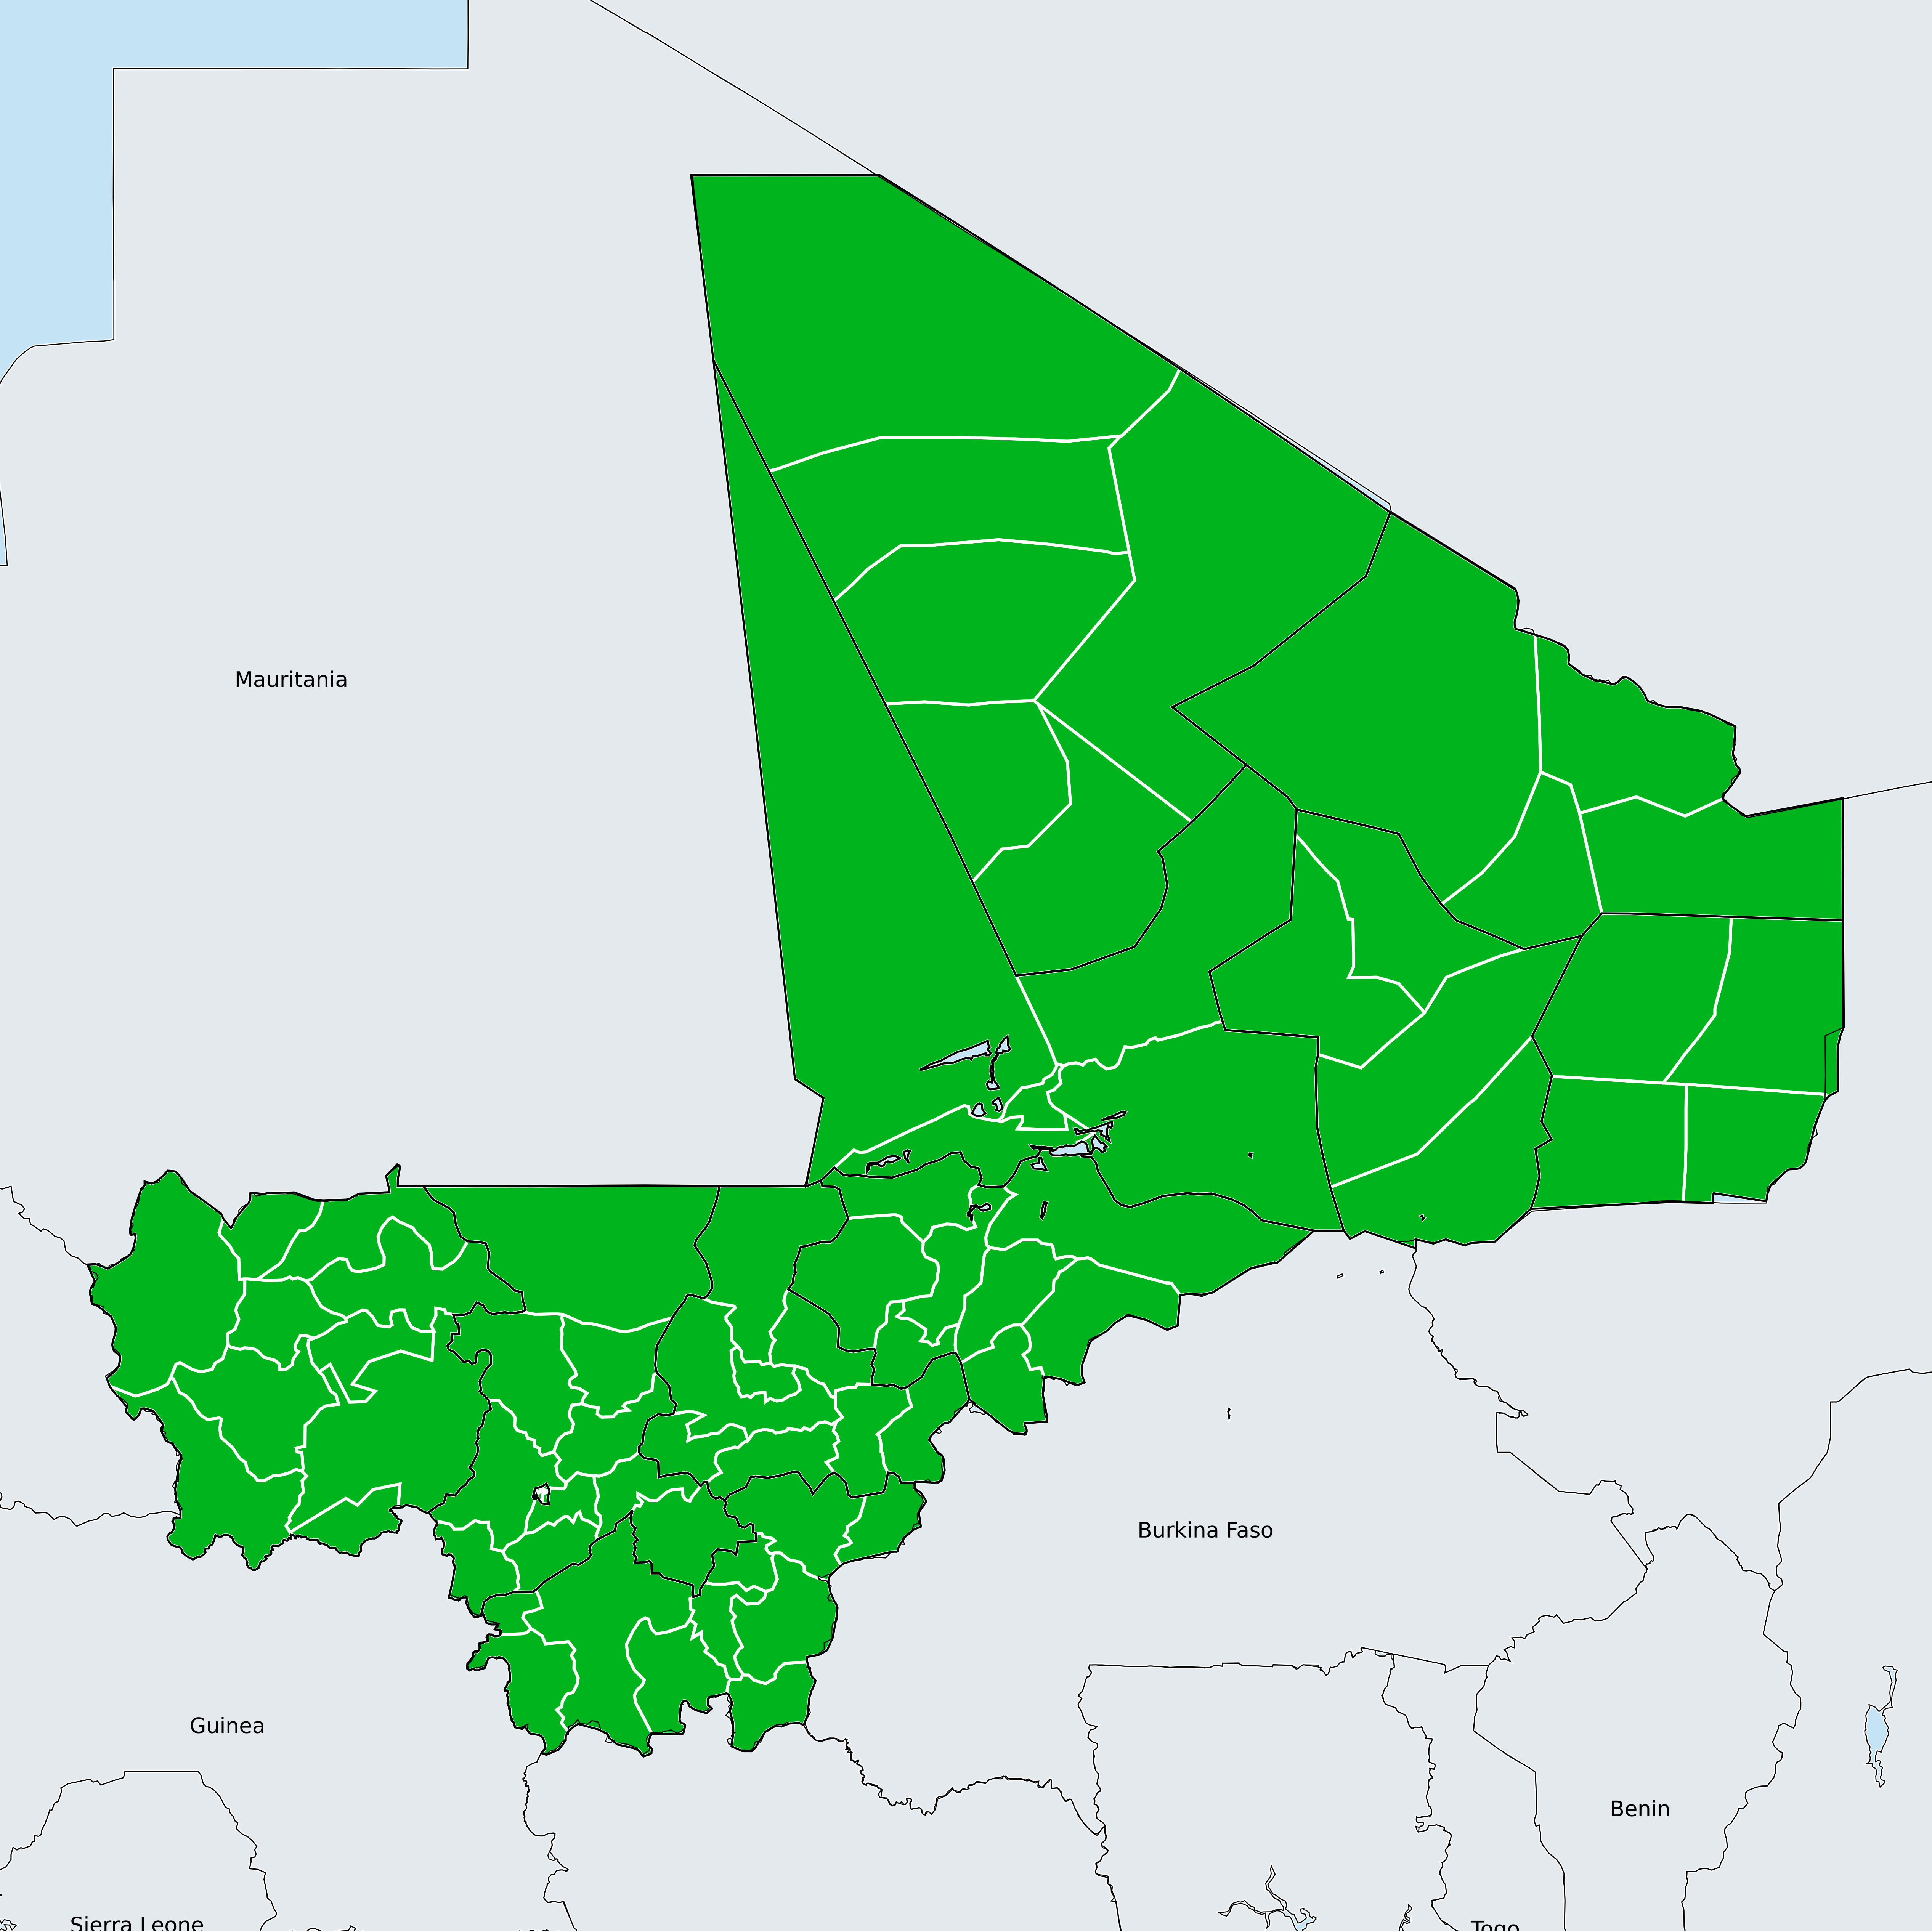 Mauritania
Burkina Faso
Guinea
Benin
Sierra Leone
Togo